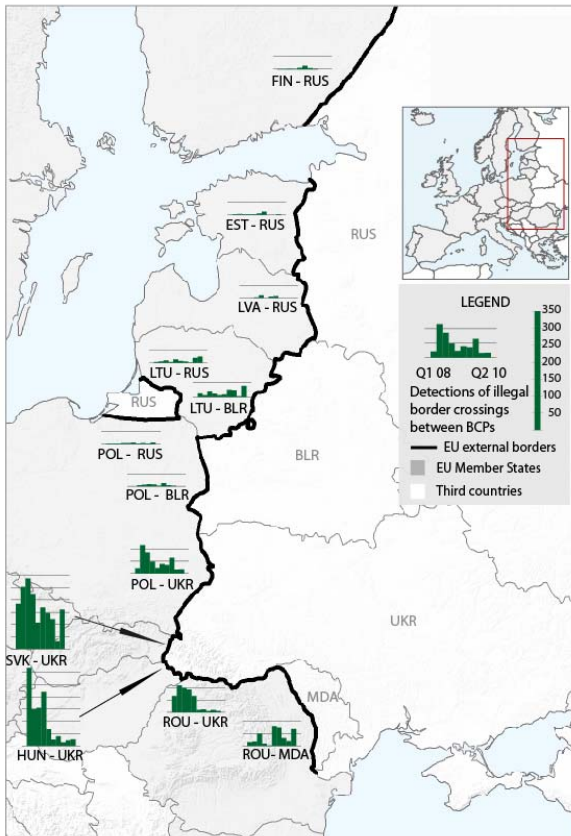 FIN - RUS
EST - RUS
RUS
LVA - RUS
LTU - RUS
RUS
LTU - BLR
POL - RUS
BLR
POL - BLR
POL - UKR
UKR
SVK - UKR
MDA
ROU - UKR
HUN - UKR
ROU- MDA
LEGEND
350
300
250
200
150
100
50
Q1 08 Q2 10
Detections of illegal
border crossings
between BCPs
EU external borders
EU Member States
Third countries